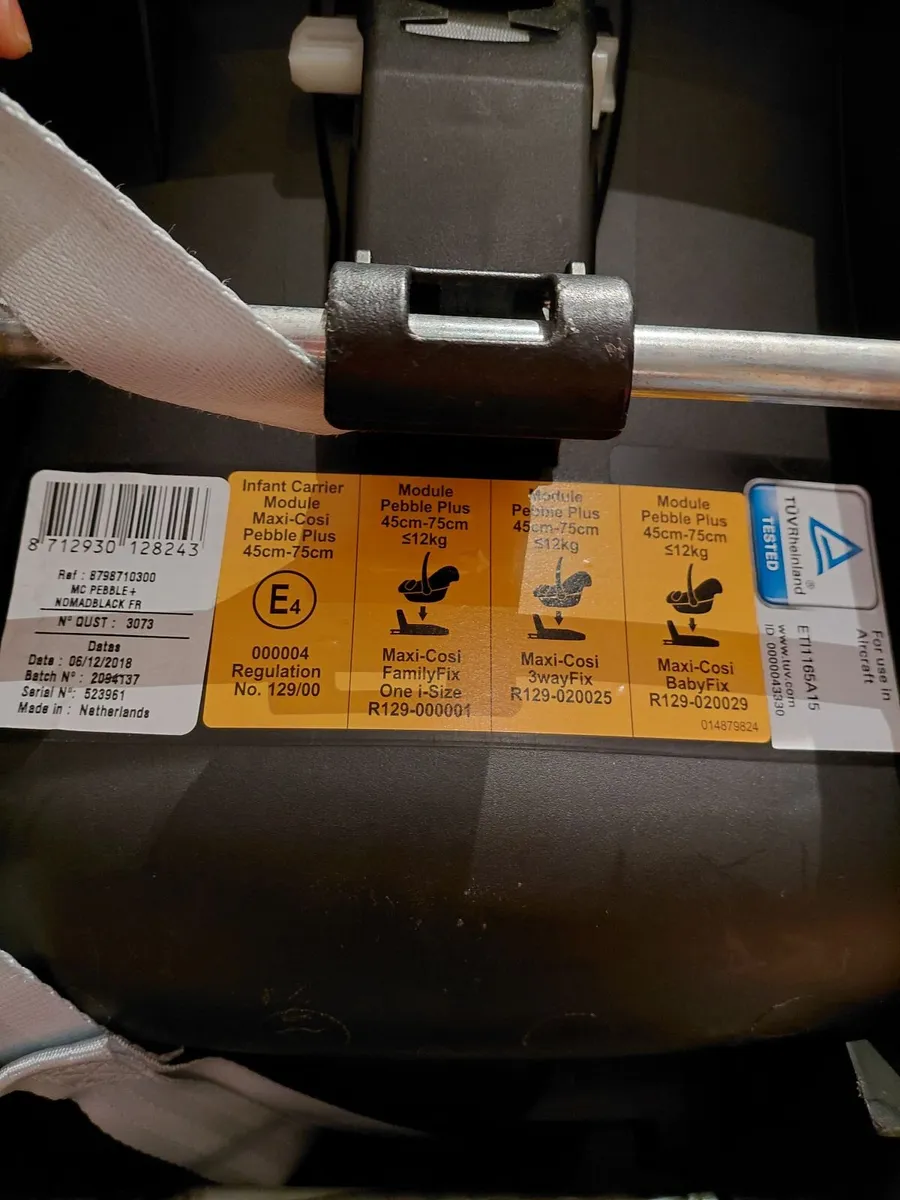 8 712930 128243
Ref : 8798710300
MC PEBBLE+
NOMADBLACK FR
N° QUST : 3073
Datas
Date : 06/12/2018
Batch N° : 2094137
Serial N° : 523961
Made in : Netherlands
Infant Carrier
Module
Maxi-Cosi
Pebble Plus
45cm-75cm
E4
000004
Regulation
No. 129/00
Module
Pebble Plus
45cm-75cm
≤12kg
Maxi-Cosi
FamilyFix
One i-Size
R129-000001
Module
Pebble Plus
45cm-75cm
≤12kg
Maxi-Cosi
3wayFix
R129-020025
Module
Pebble Plus
45cm-75cm
≤12kg
Maxi-Cosi
BabyFix
R129-020029
014879824
TÜVRheinland®
TESTED
For use in
Aircraft
ETI1165A15
www.tuv.com
ID 0000043330